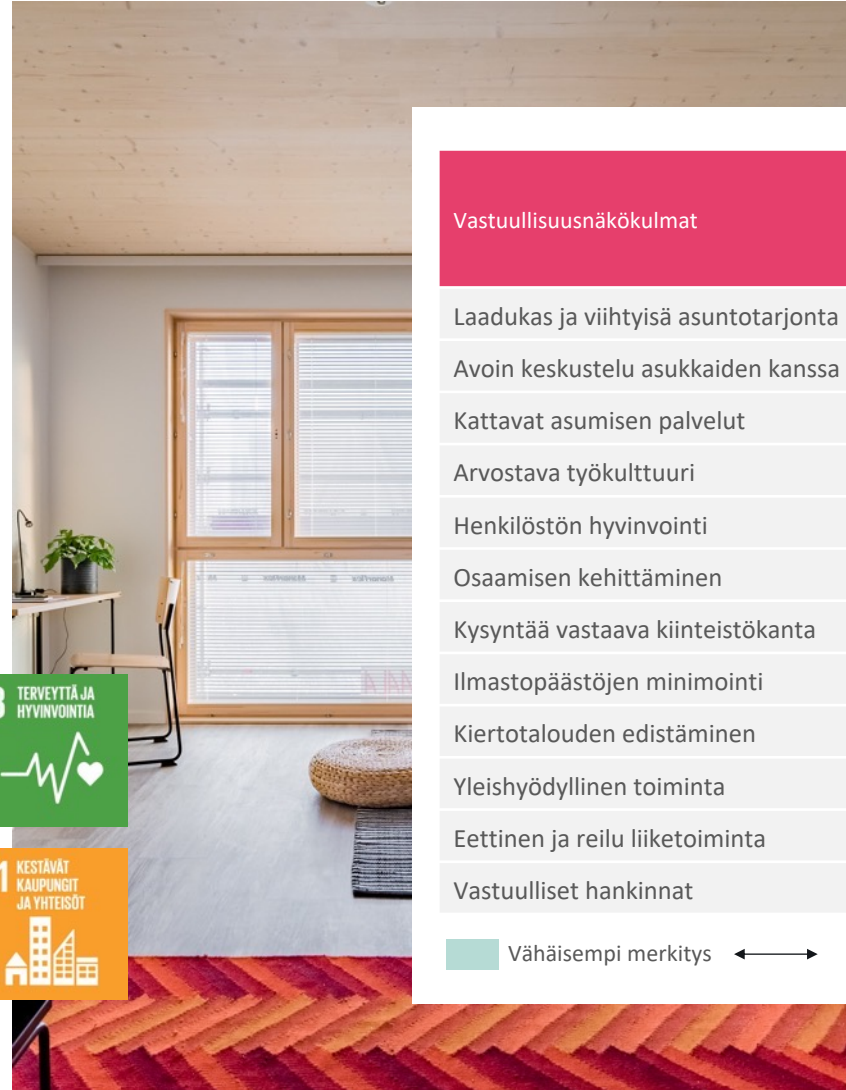 Vastuullisuusnäkökulmat
Laadukas ja viihtyisä asuntotarjonta
Avoin keskustelu asukkaiden kanssa
Kattavat asumisen palvelut
Arvostava työkulttuuri
Henkilöstön hyvinvointi
Osaamisen kehittäminen
Kysyntää vastaava kiinteistökanta
Ilmastopäästöjen minimointi
Kiertotalouden edistäminen
Yleishyödyllinen toiminta
Eettinen ja reilu liiketoiminta
Vastuulliset hankinnat
Vähäisempi merkitys
3 TERVEYTTÄ JA
HYVINVOINTIA
1 KESTÄVÄT
KAUPUNGIT
JA YHTEISÖT